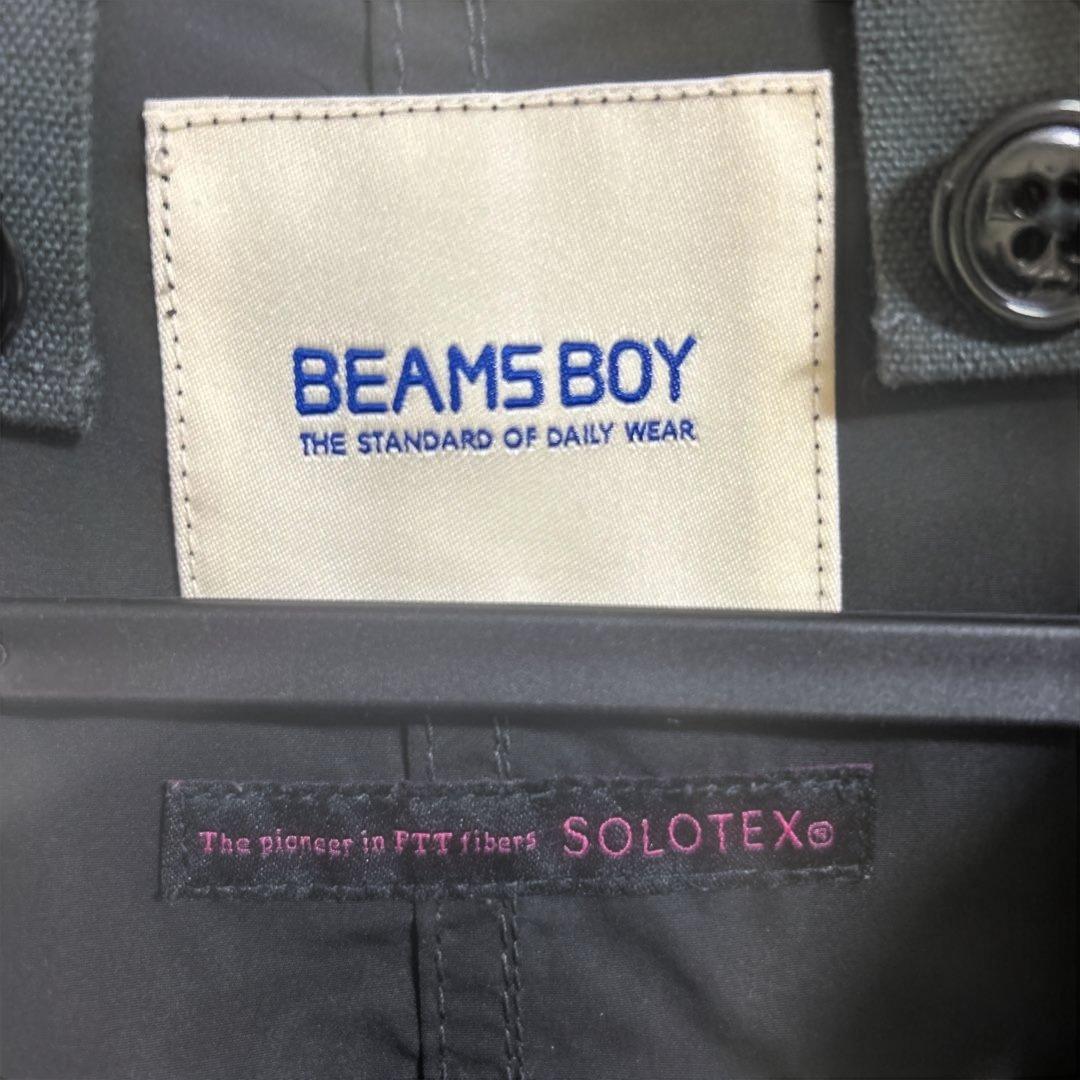 BEAMS BOY
THE STANDARD OF DAILY WEAR
The pioneer in PTT fibers SOLOTEX®